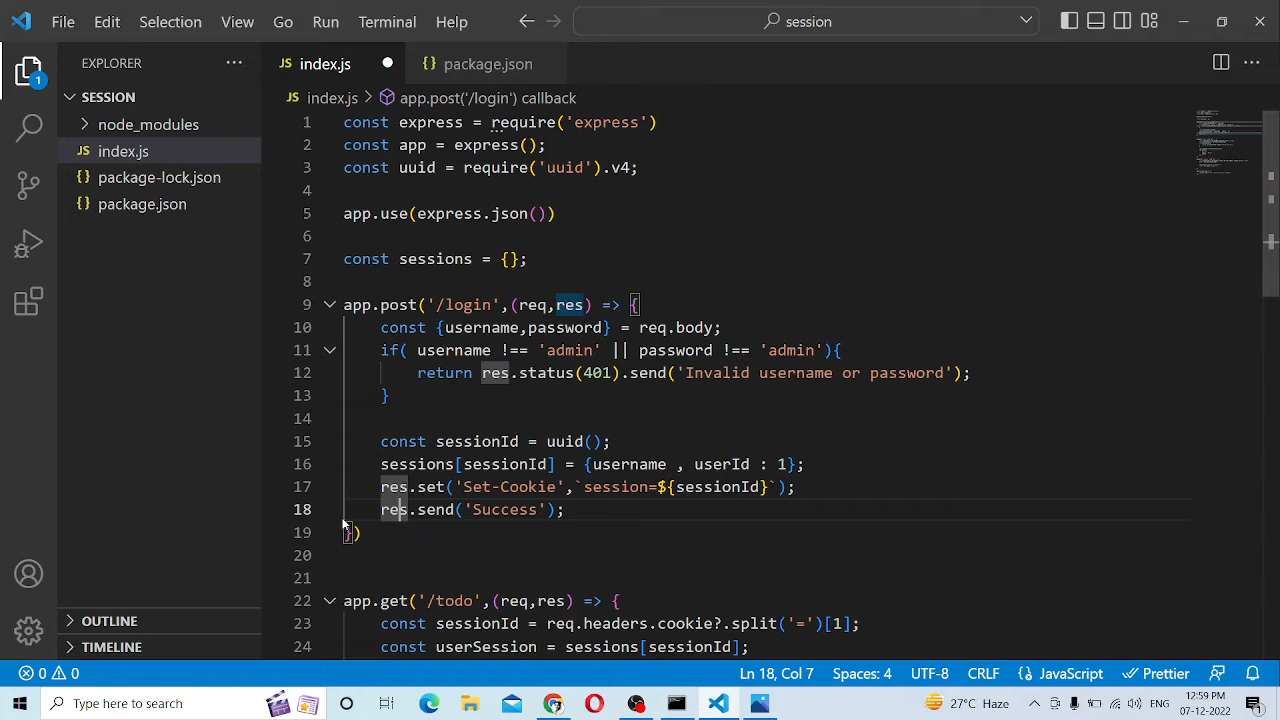 File Edit Selection View Go Run Terminal Help session
EXPLORER
index.js
{} package.json
SESSION
JS index.js > app.post('/login') callback
node_modules
JS index.js
{} package-lock.json
{} package.json
1 const express = require('express')
2 const app = express();
3 const uuid = require('uuid').v4;
4
5 app.use(express.json())
6
7 const sessions = {};
8
9 app.post('/login',(req,res) => {
10 const {username,password} = req.body;
11 if( username !== 'admin' || password !== 'admin'){
12 return res.status(401).send('Invalid username or password');
13 }
14
15 const sessionId = uuid();
16 sessions[sessionId] = {username , userId : 1};
17 res.set('Set-Cookie',`session=${sessionId}`);
18 res.send('Success');
19 })
20
21
22 app.get('/todo',(req,res) => {
23 const sessionId = req.headers.cookie?.split('=')[1];
24 const userSession = sessions[sessionId];
OUTLINE
TIMELINE
0 0 Ln 18, Col 7 Spaces: 4 UTF-8 CRLF {} JavaScript Prettier
Type here to search
27°C Haze ENG 12:59 PM
07-12-2022